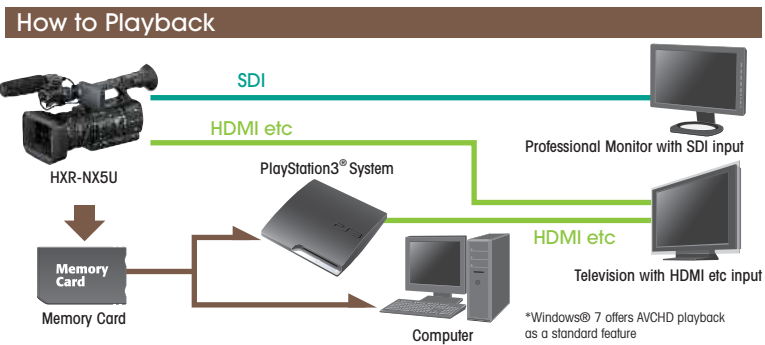 How to Playback
SDI
HDMI etc
Professional Monitor with SDI input
HXR-NX5U
PlayStation3® System
HDMI etc
Memory
Card
Television with HDMI etc input
Memory Card
Computer
*Windows® 7 offers AVCHD playback
as a standard feature